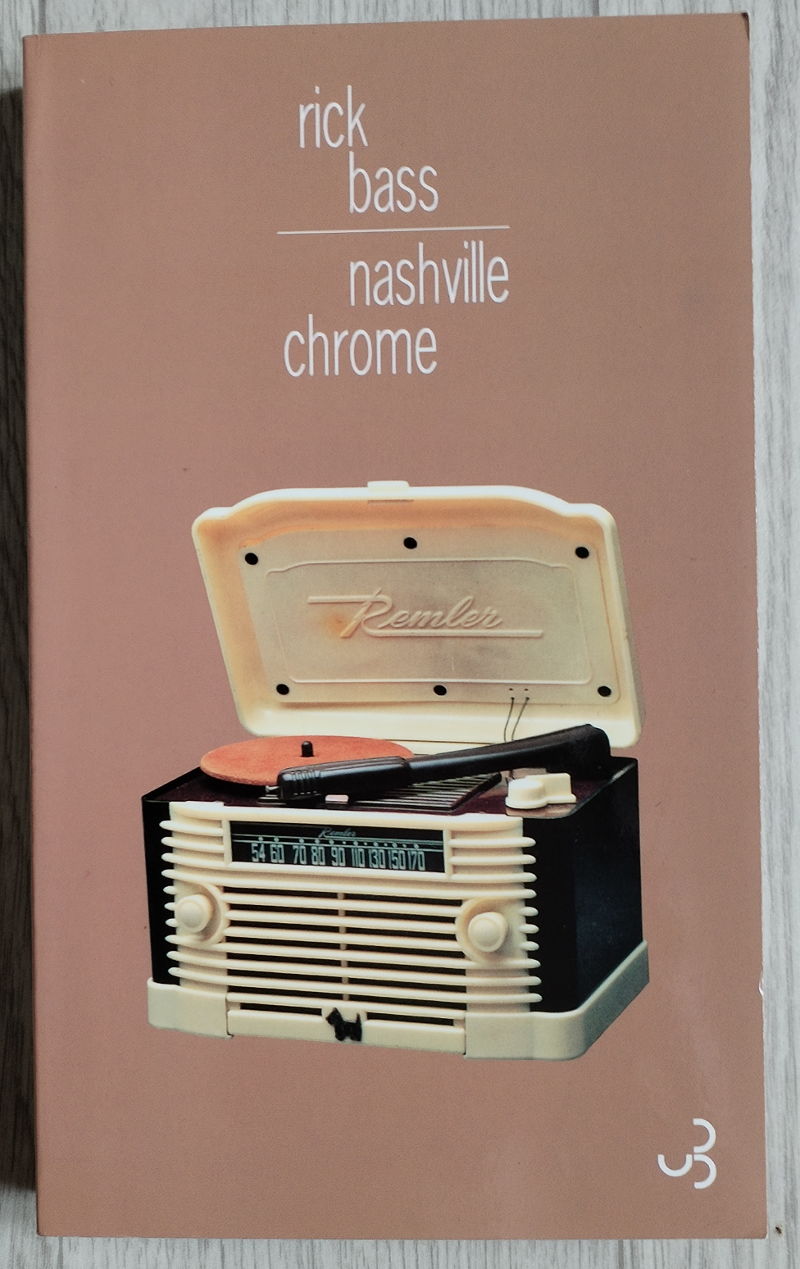 rick
bass
nashville
chrome
Remler
Remler
54 60 70 80 90 110 130 150 170